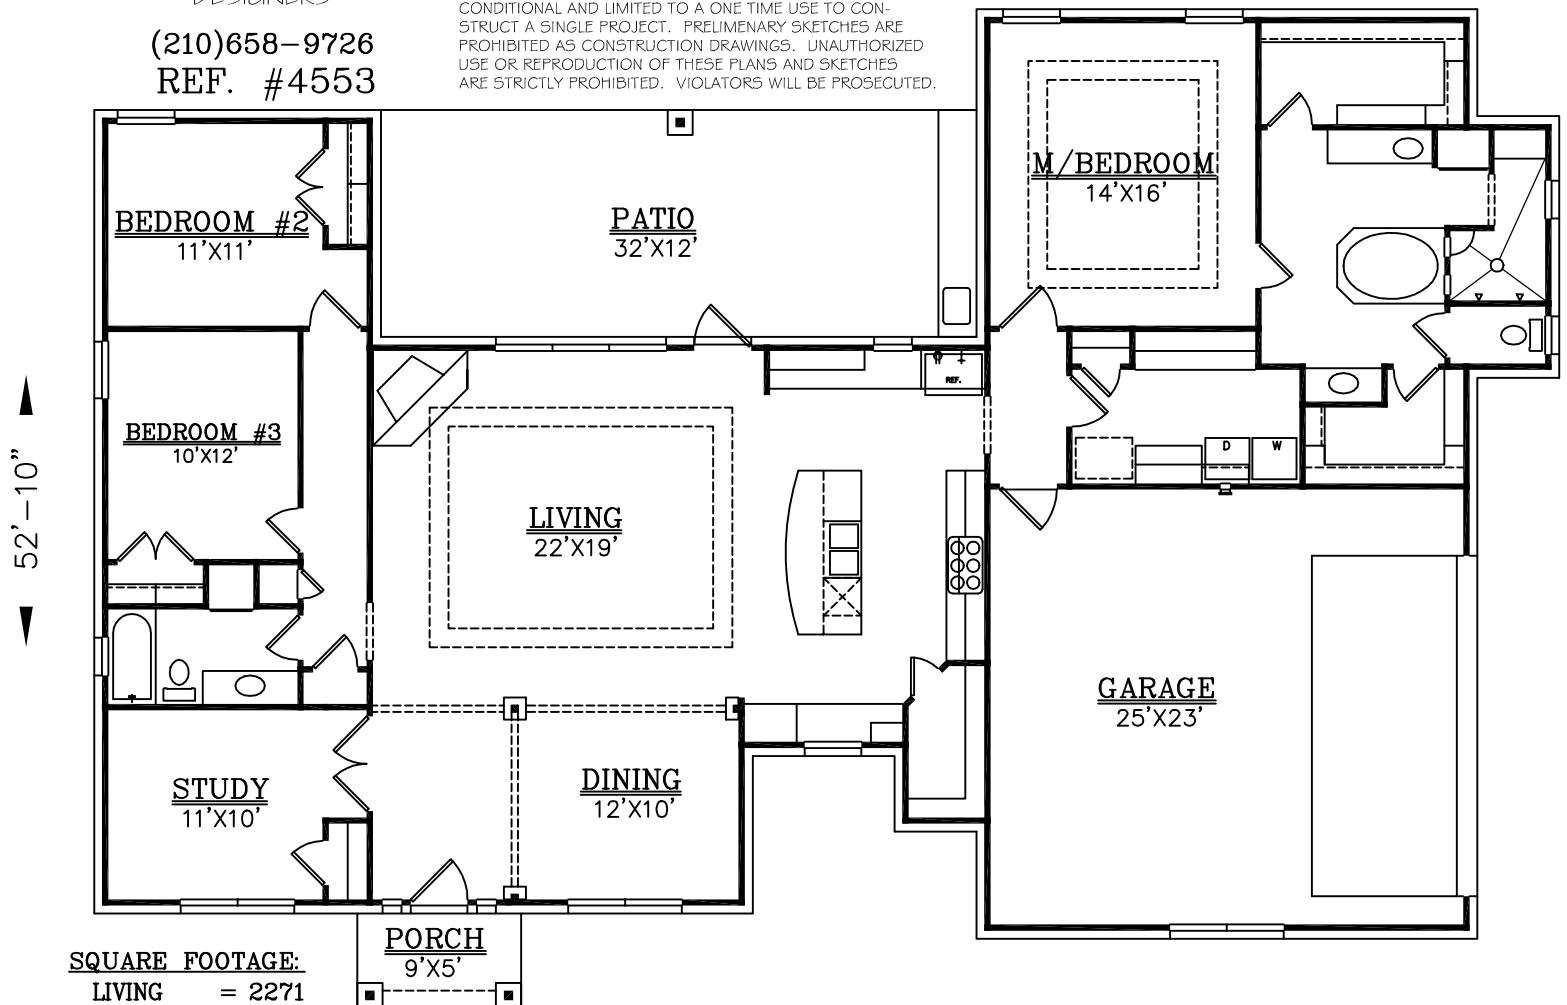 DESIGNERS
(210)658-9726
REF. #4553
CONDITIONAL AND LIMITED TO A ONE TIME USE TO CON-
STRUCT A SINGLE PROJECT. PRELIMENARY SKETCHES ARE
PROHIBITED AS CONSTRUCTION DRAWINGS. UNAUTHORIZED
USE OR REPRODUCTION OF THESE PLANS AND SKETCHES
ARE STRICTLY PROHIBITED. VIOLATORS WILL BE PROSECUTED.
M/BEDROOM
14'X16'
BEDROOM #2
11'X11'
PATIO
32'X12'
REF.
BEDROOM #3
10'X12'
D
W
52'-10"
LIVING
22'X19'
GARAGE
25'X23'
STUDY
11'X10'
DINING
12'X10'
PORCH
9'X5'
SQUARE FOOTAGE:
LIVING = 2271